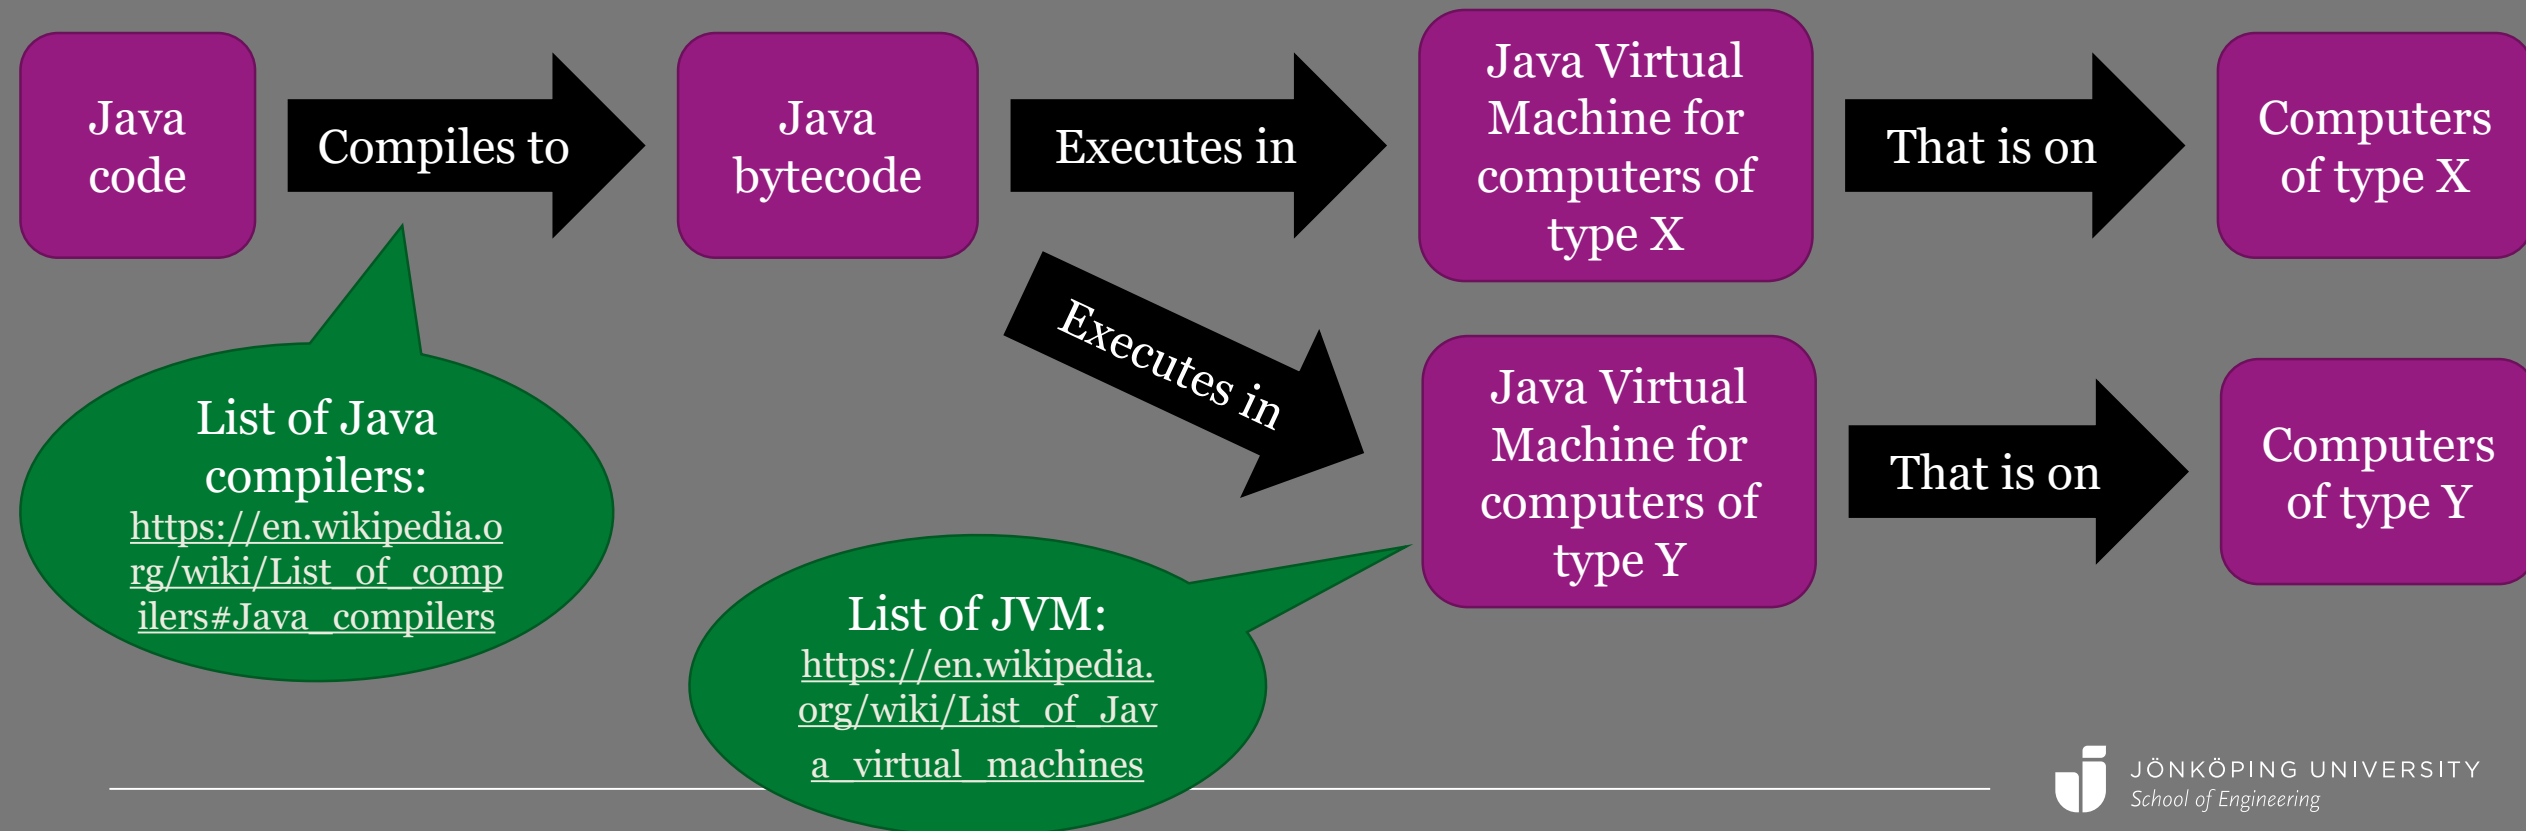 Java
code
Compiles to
Java
bytecode
Executes in
Java Virtual
Machine for
computers of
type X
That is on
Computers
of type X
Executes in
Java Virtual
Machine for
computers of
type Y
That is on
Computers
of type Y
List of Java
compilers:
https://en.wikipedia.o
rg/wiki/List_of_comp
ilers#Java_compilers
List of JVM:
https://en.wikipedia.
org/wiki/List_of_Jav
a_virtual_machines
JÖNKÖPING UNIVERSITY
School of Engineering